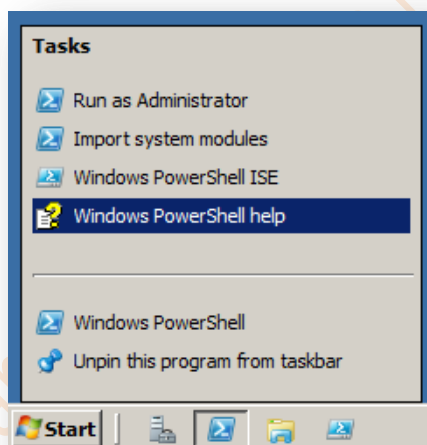 Tasks
Run as Administrator
Import system modules
Windows PowerShell ISE
Windows PowerShell help
Windows PowerShell
Unpin this program from taskbar
Start